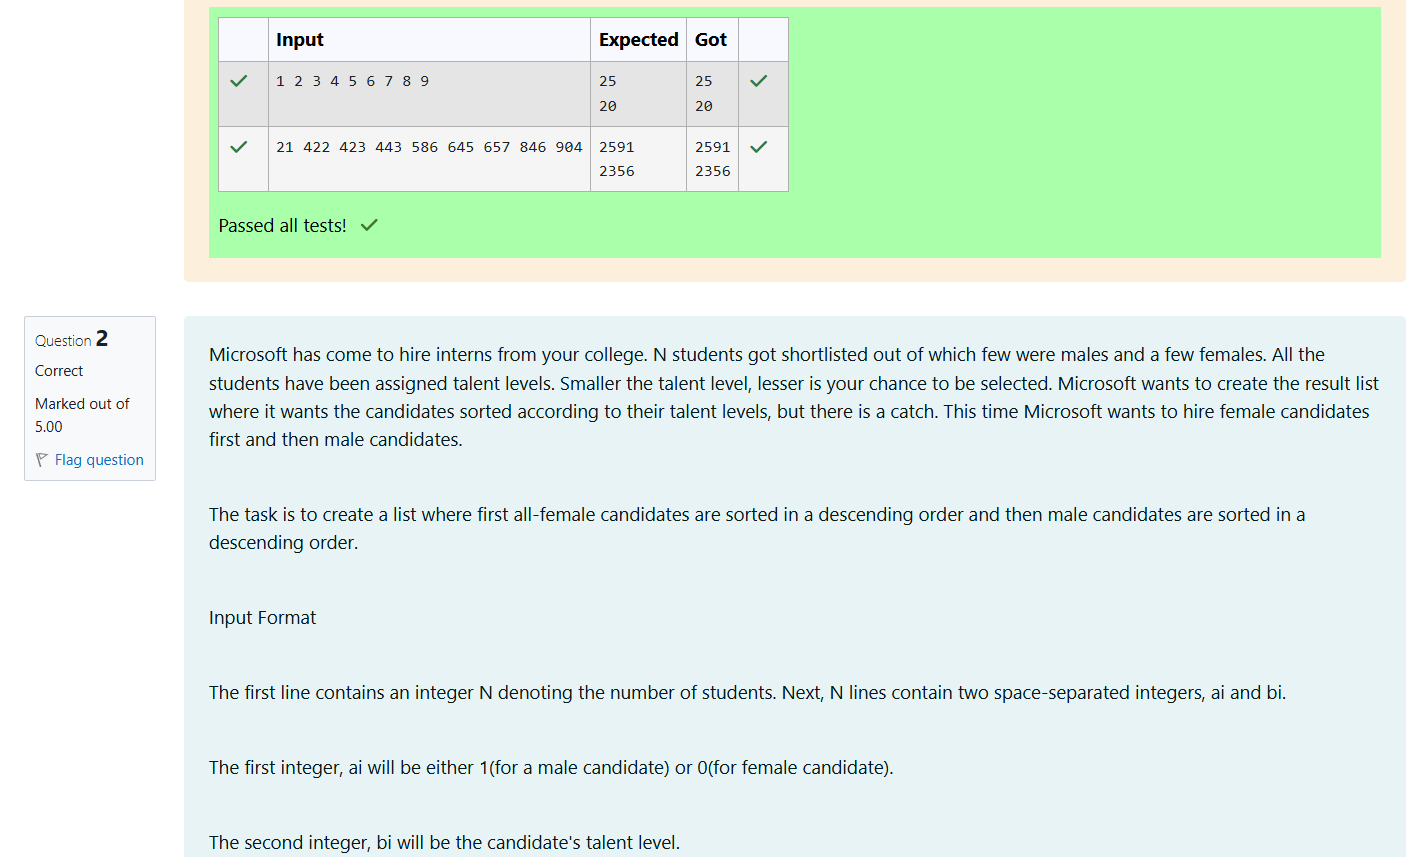 Input Expected Got
1 2 3 4 5 6 7 8 9 25 25
20 20
21 422 423 443 586 645 657 846 904 2591 2591
2356 2356
Passed all tests!
Question 2
Correct
Marked out of
5.00
Flag question
Microsoft has come to hire interns from your college. N students got shortlisted out of which few were males and a few females. All the
students have been assigned talent levels. Smaller the talent level, lesser is your chance to be selected. Microsoft wants to create the result list
where it wants the candidates sorted according to their talent levels, but there is a catch. This time Microsoft wants to hire female candidates
first and then male candidates.
The task is to create a list where first all-female candidates are sorted in a descending order and then male candidates are sorted in a
descending order.
Input Format
The first line contains an integer N denoting the number of students. Next, N lines contain two space-separated integers, ai and bi.
The first integer, ai will be either 1(for a male candidate) or 0(for female candidate).
The second integer, bi will be the candidate's talent level.